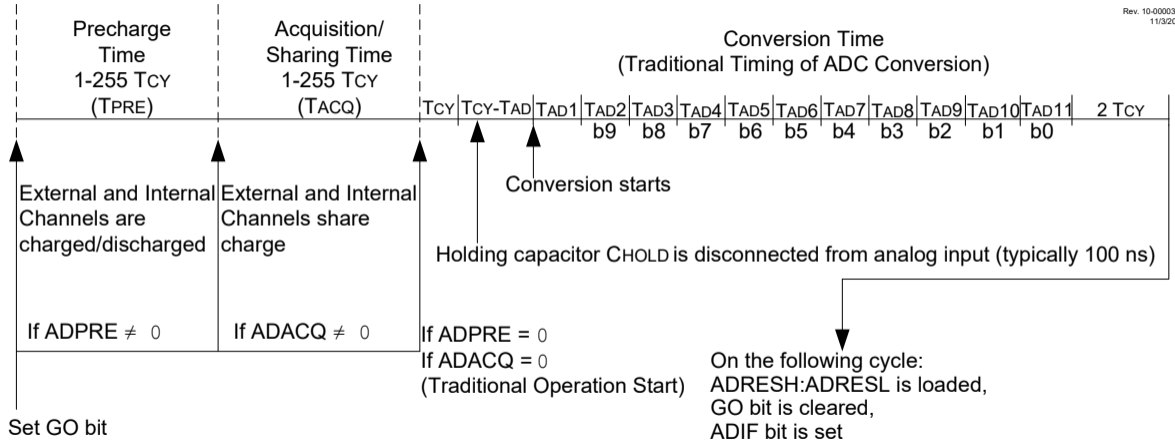 Rev. 10-00003
11/3/20
Precharge
Time
1-255 TCY
(TPRE)
Acquisition/
Sharing Time
1-255 TCY
(TACQ)
Conversion Time
(Traditional Timing of ADC Conversion)
TCY TCY-TAD TAD1 TAD2 TAD3 TAD4 TAD5 TAD6 TAD7 TAD8 TAD9 TAD10 TAD11 2 TCY
b9 b8 b7 b6 b5 b4 b3 b2 b1 b0
External and Internal
Channels are
charged/discharged
External and Internal
Channels share
charge
Conversion starts
Holding capacitor CHOLD is disconnected from analog input (typically 100 ns)
If ADPRE ≠ 0
If ADACQ ≠ 0
If ADPRE = 0
If ADACQ = 0
(Traditional Operation Start)
On the following cycle:
ADRESH:ADRESL is loaded,
GO bit is cleared,
ADIF bit is set
Set GO bit